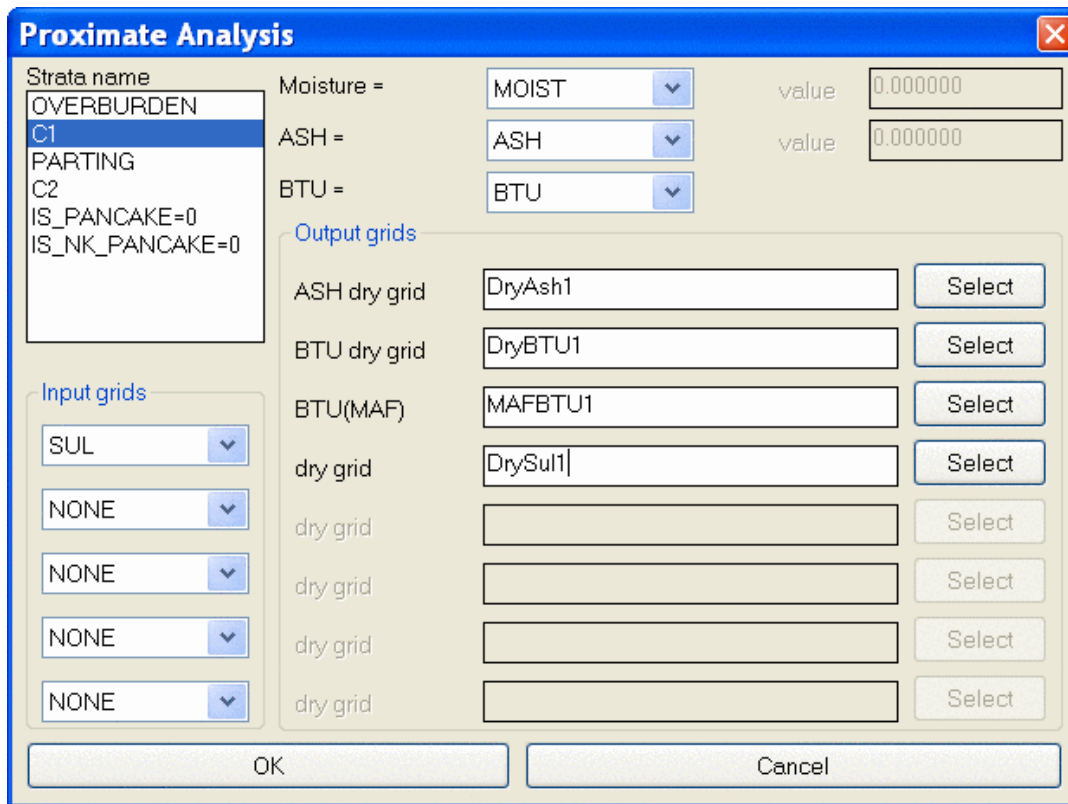 Proximate Analysis
Strata name
OVERBURDEN
C1
PARTING
C2
IS_PANCAKE=0
IS_NK_PANCAKE=0
Moisture = MOIST value 0.000000
ASH = ASH value 0.000000
BTU = BTU
Output grids
ASH dry grid DryAsh1 Select
BTU dry grid DryBTU1 Select
BTU(MAF) MAFBTU1 Select
dry grid DrySul1 Select
dry grid Select
dry grid Select
dry grid Select
dry grid Select
Input grids
SUL
NONE
NONE
NONE
NONE
OK Cancel